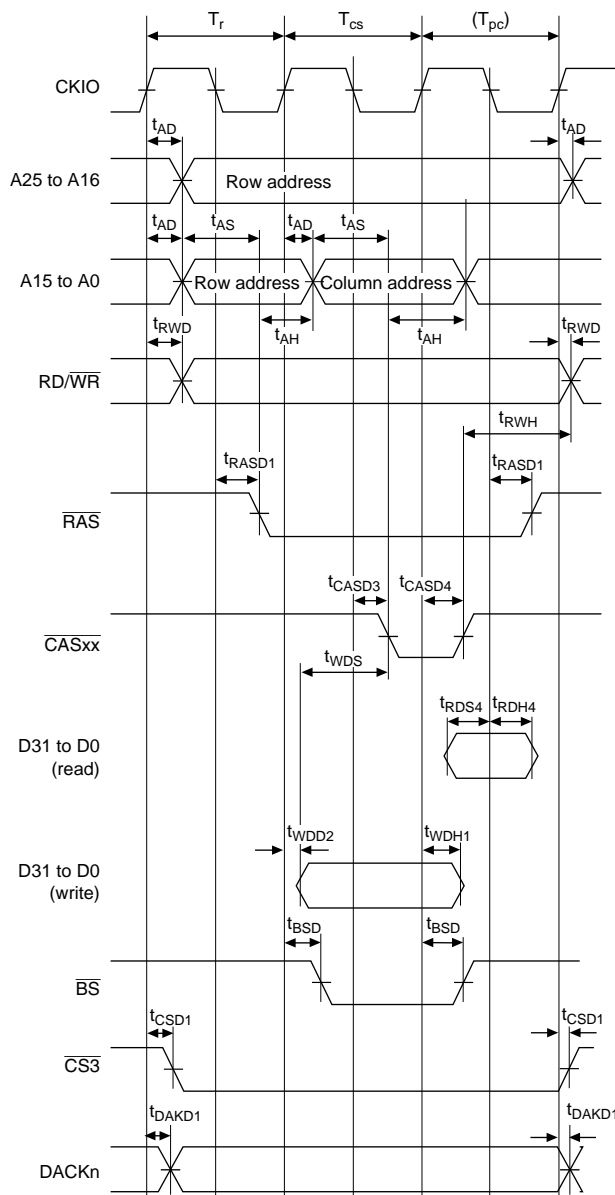 Tr Tcs (Tpc)
CKIO
tAD tAD
A25 to A16 Row address
tAD tAS tAD tAS
A15 to A0 Row address Column address
tAH tAH
tRWD tRWD
RD/WR
tRWH
tRASD1 tRASD1
RAS
tCASD3 tCASD4
CASxx
tWDS
tRDS4 tRDH4
D31 to D0
(read)
tWDD2 tWDH1
D31 to D0
(write)
tBSD tBSD
BS
tCSD1 tCSD1
CS3
tDAKD1 tDAKD1
DACKn